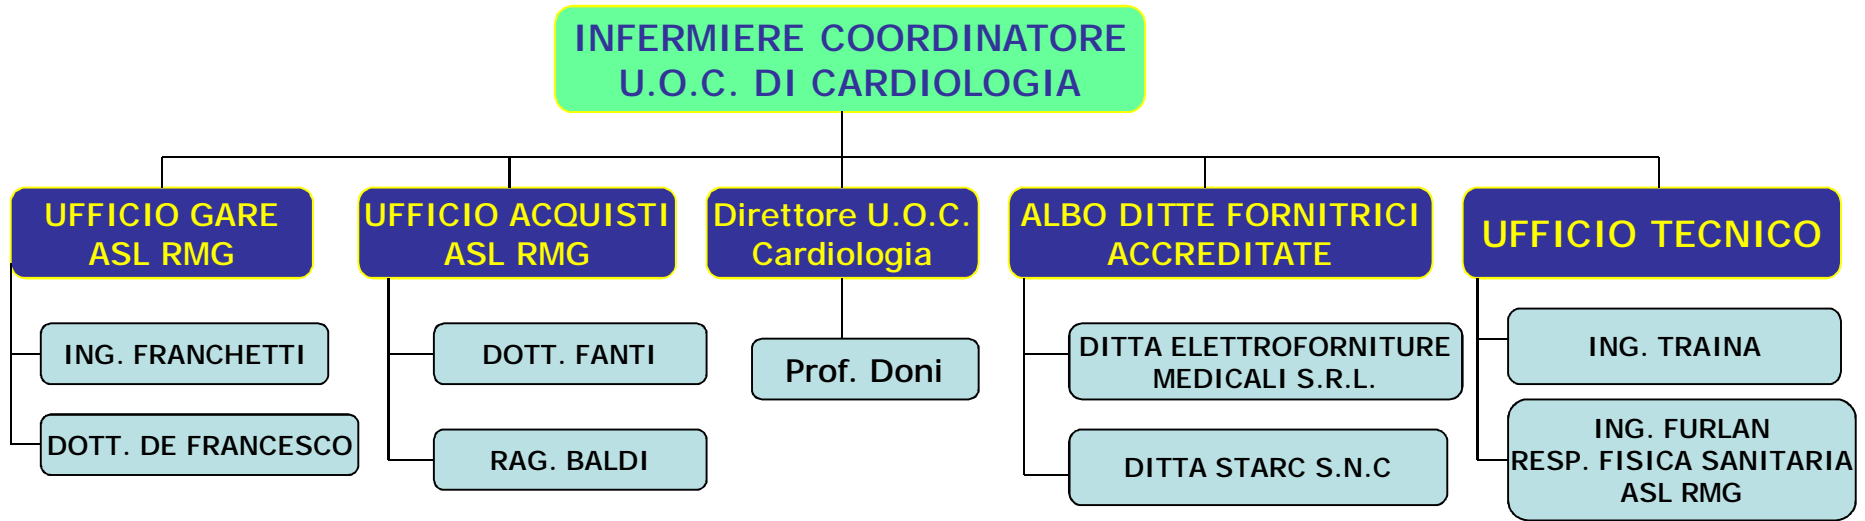 INFERMIERE COORDINATORE
U.O.C. DI CARDIOLOGIA
UFFICIO GARE
ASL RMG
UFFICIO ACQUISTI
ASL RMG
Direttore U.O.C.
Cardiologia
ALBO DITTE FORNITRICI
ACCREDITATE
UFFICIO TECNICO
ING. FRANCHETTI
DOTT. DE FRANCESCO
DOTT. FANTI
RAG. BALDI
Prof. Doni
DITTA ELETTROFORNITURE
MEDICALI S.R.L.
DITTA STARC S.N.C
ING. TRAINA
ING. FURLAN
RESP. FISICA SANITARIA
ASL RMG